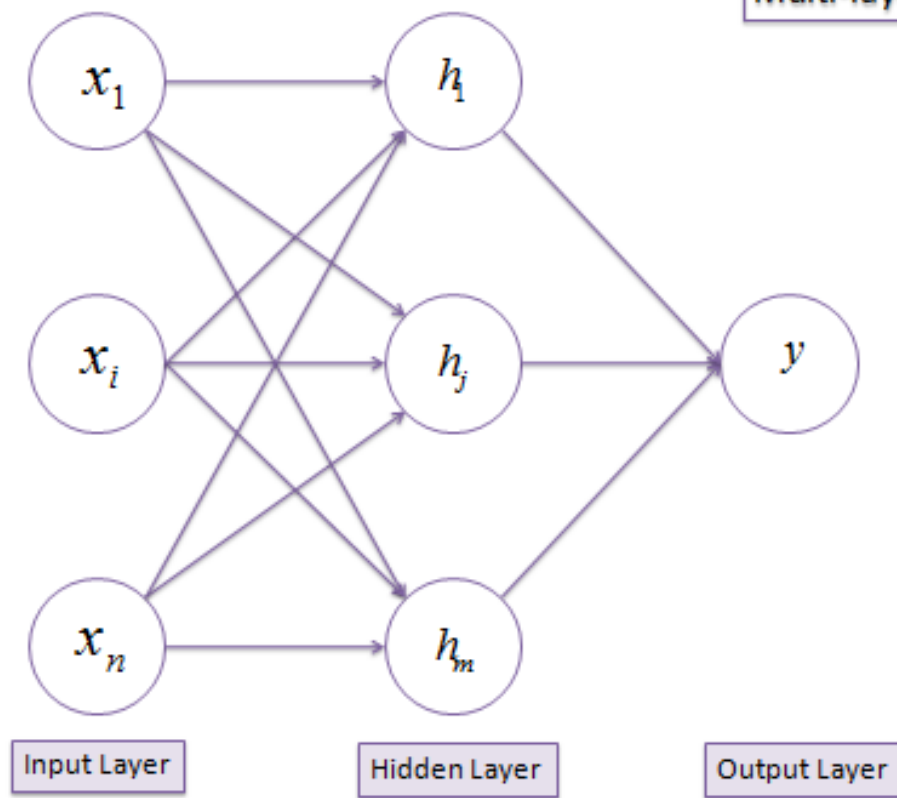 x₁ h₁
xᵢ hⱼ y
xₙ hₘ
Input Layer Hidden Layer Output Layer